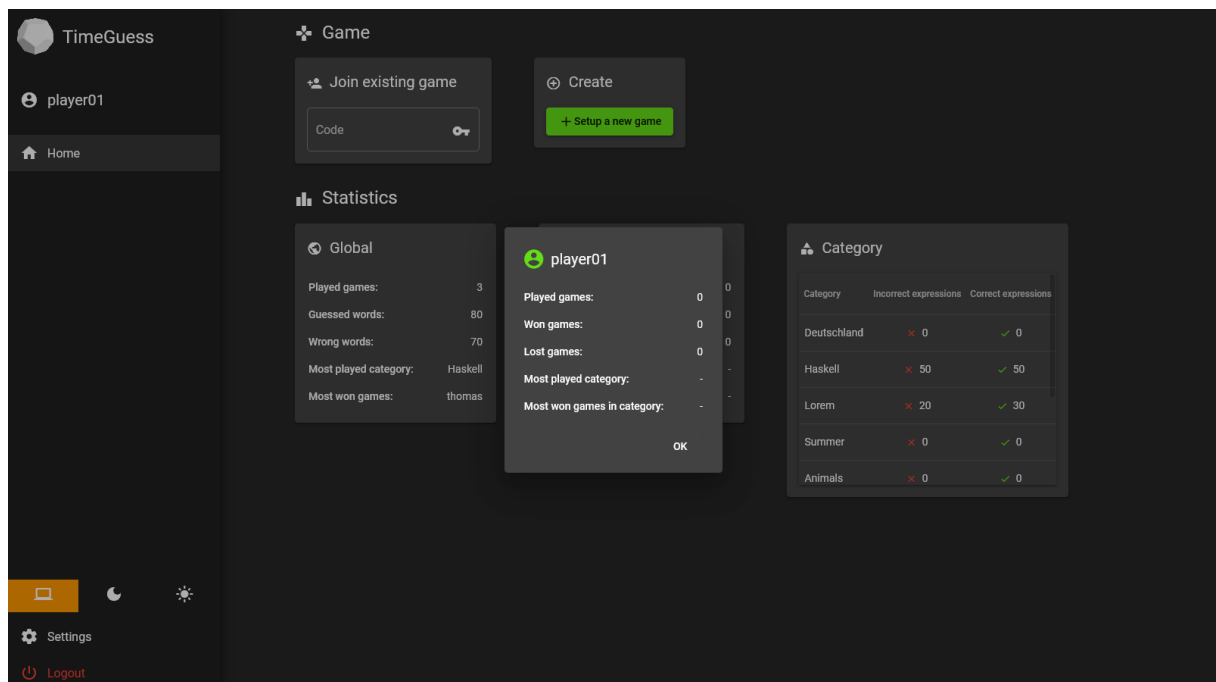 TimeGuess
player01
Home
Settings
Logout
Game
Join existing game
Code
Create
Setup a new game
Statistics
Global
Played games: 3
Guessed words: 80
Wrong words: 70
Most played category: Haskell
Most won games: thomas
player01
Played games: 0
Won games: 0
Lost games: 0
Most played category: -
Most won games in category: -
OK
0
0
0
-
-
Category
Category Incorrect expressions Correct expressions
Deutschland 0 0
Haskell 50 50
Lorem 20 30
Summer 0 0
Animals 0 0